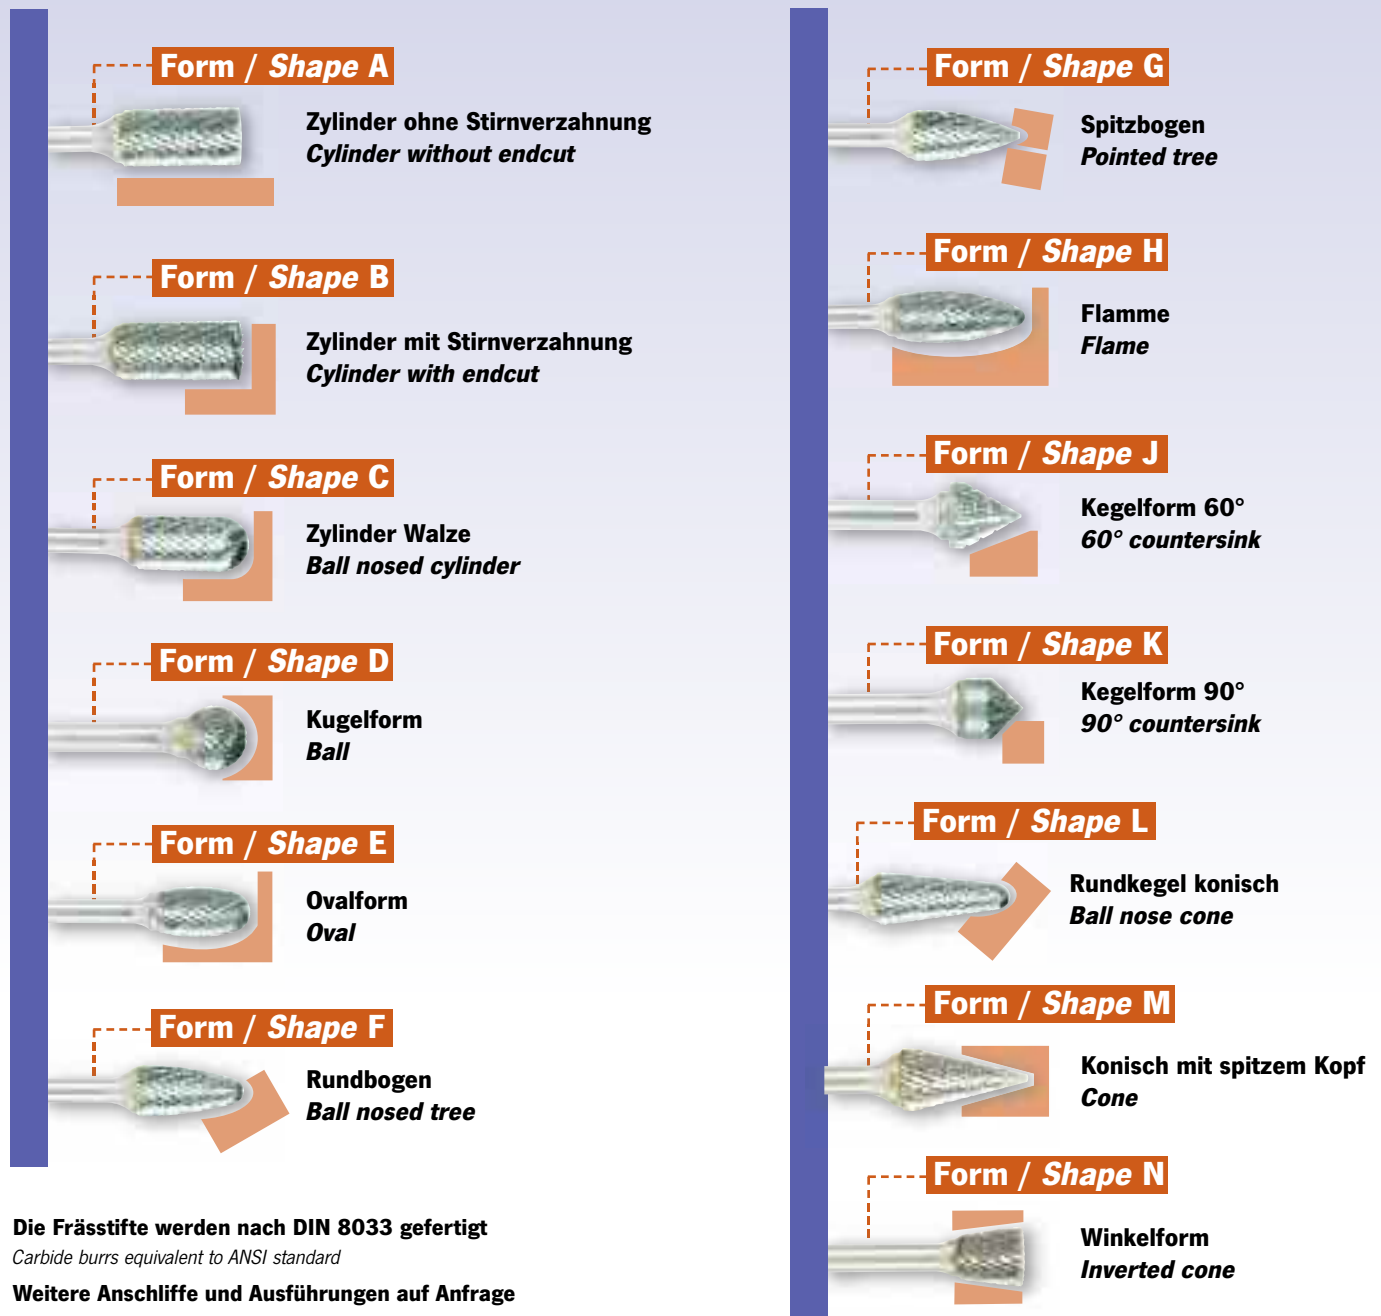 Form / Shape A
Zylinder ohne Stirnverzahnung
Cylinder without endcut
Form / Shape B
Zylinder mit Stirnverzahnung
Cylinder with endcut
Form / Shape C
Zylinder Walze
Ball nosed cylinder
Form / Shape D
Kugelform
Ball
Form / Shape E
Ovalform
Oval
Form / Shape F
Rundbogen
Ball nosed tree
Die Frässtifte werden nach DIN 8033 gefertigt
Carbide burrs equivalent to ANSI standard
Weitere Anschliffe und Ausführungen auf Anfrage
Form / Shape G
Spitzbogen
Pointed tree
Form / Shape H
Flamme
Flame
Form / Shape J
Kegelform 60°
60° countersink
Form / Shape K
Kegelform 90°
90° countersink
Form / Shape L
Rundkegel konisch
Ball nose cone
Form / Shape M
Konisch mit spitzem Kopf
Cone
Form / Shape N
Winkelform
Inverted cone